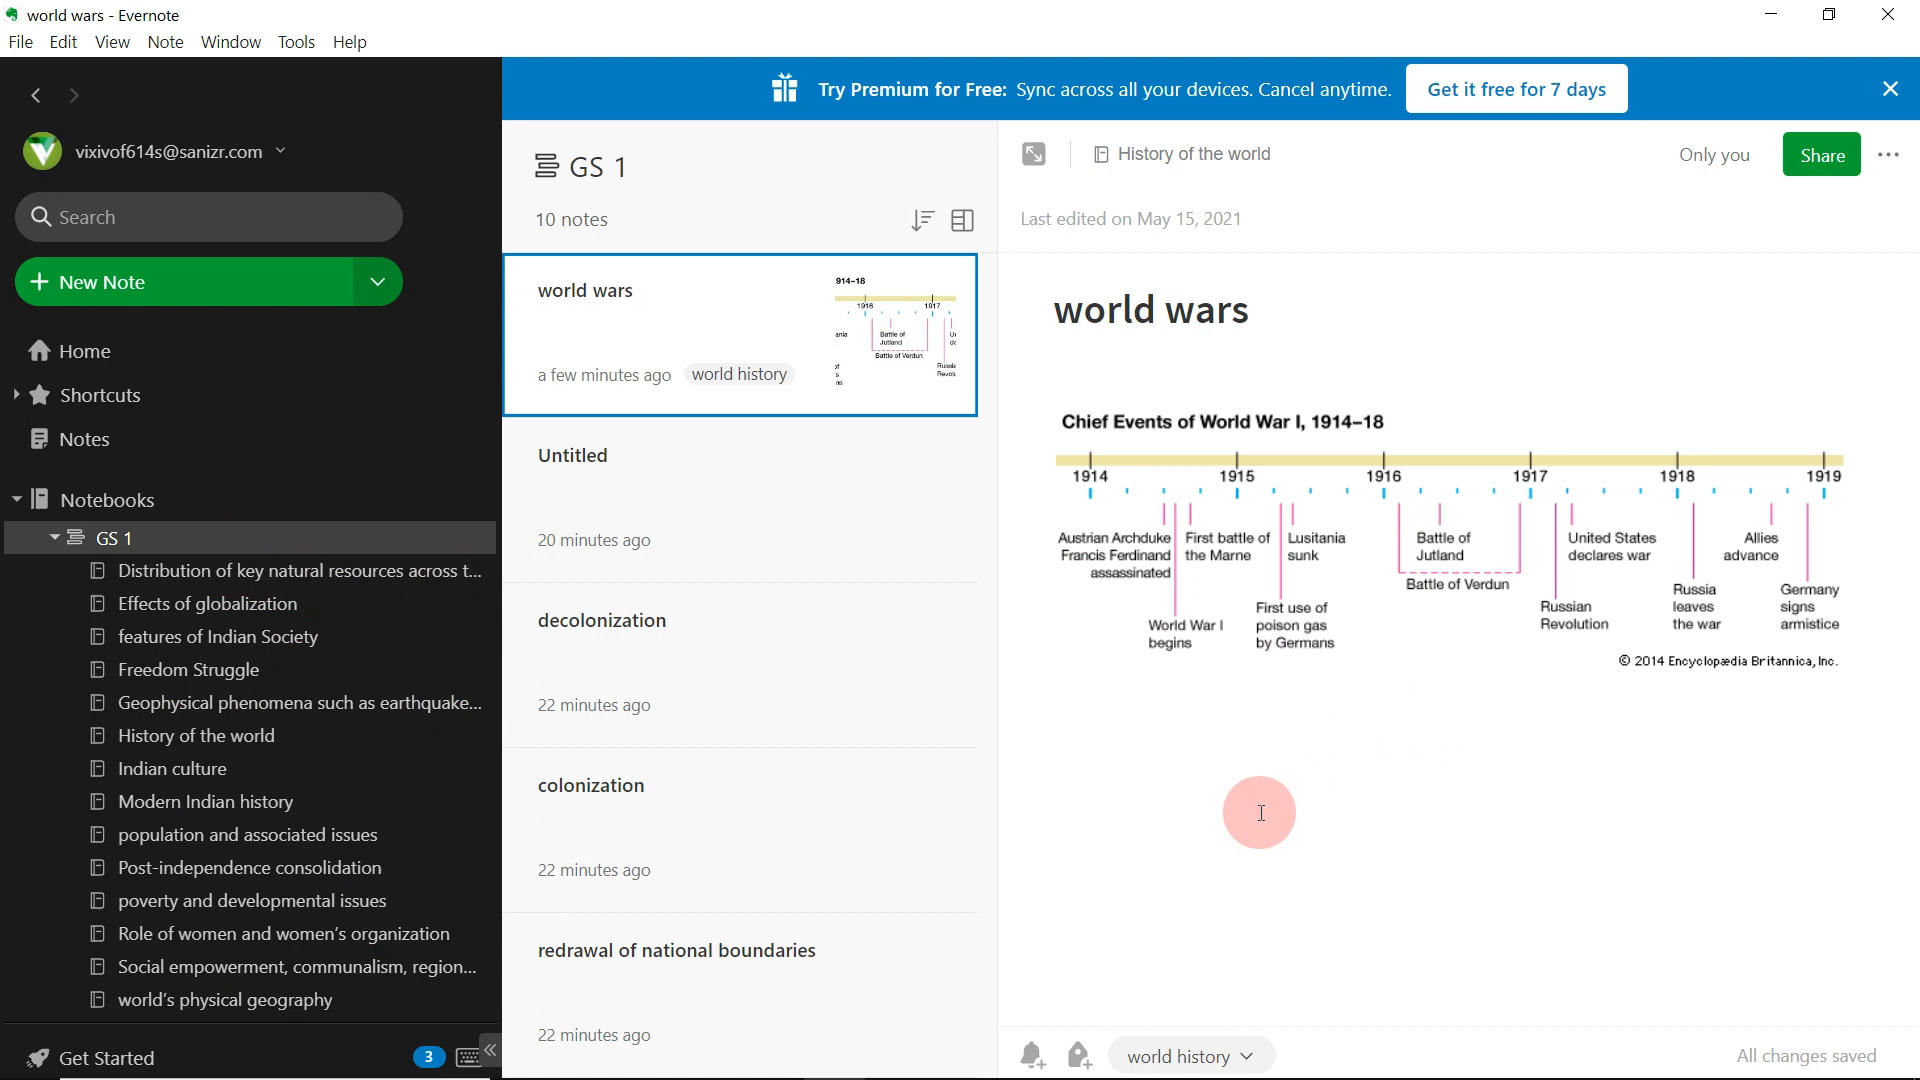 world wars - Evernote
File Edit View Note Window Tools Help
Try Premium for Free: Sync across all your devices. Cancel anytime. Get it free for 7 days
vixivof614s@sanizr.com
Search
New Note
Home
Shortcuts
Notes
Notebooks
GS 1
Distribution of key natural resources across t...
Effects of globalization
features of Indian Society
Freedom Struggle
Geophysical phenomena such as earthquake...
History of the world
Indian culture
Modern Indian history
population and associated issues
Post-independence consolidation
poverty and developmental issues
Role of women and women's organization
Social empowerment, communalism, region...
world's physical geography
Get Started 3
GS 1
10 notes
world wars
a few minutes ago world history
914-18
1916 1917
Battle of
Jutland
Battle of Verdun
Untitled
20 minutes ago
decolonization
22 minutes ago
colonization
22 minutes ago
redrawal of national boundaries
22 minutes ago
History of the world
Only you Share
Last edited on May 15, 2021
world wars
Chief Events of World War I, 1914-18
1914 1915 1916 1917 1918 1919
Austrian Archduke
Francis Ferdinand
assassinated
World War I
begins
First battle of
the Marne
First use of
poison gas
by Germans
Lusitania
sunk
Battle of
Jutland
Battle of Verdun
Russian
Revolution
United States
declares war
Russia
leaves
the war
Allies
advance
Germany
signs
armistice
© 2014 Encyclopædia Britannica, Inc.
world history
All changes saved